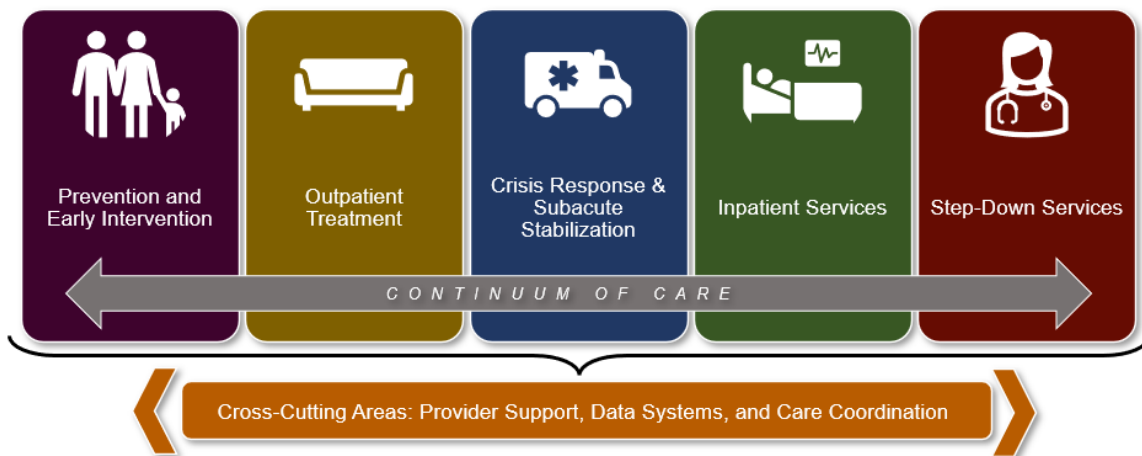 Prevention and
Early Intervention
Outpatient
Treatment
Crisis Response &
Subacute
Stabilization
Inpatient Services
Step-Down Services
CONTINUUM OF CARE
Cross-Cutting Areas: Provider Support, Data Systems, and Care Coordination